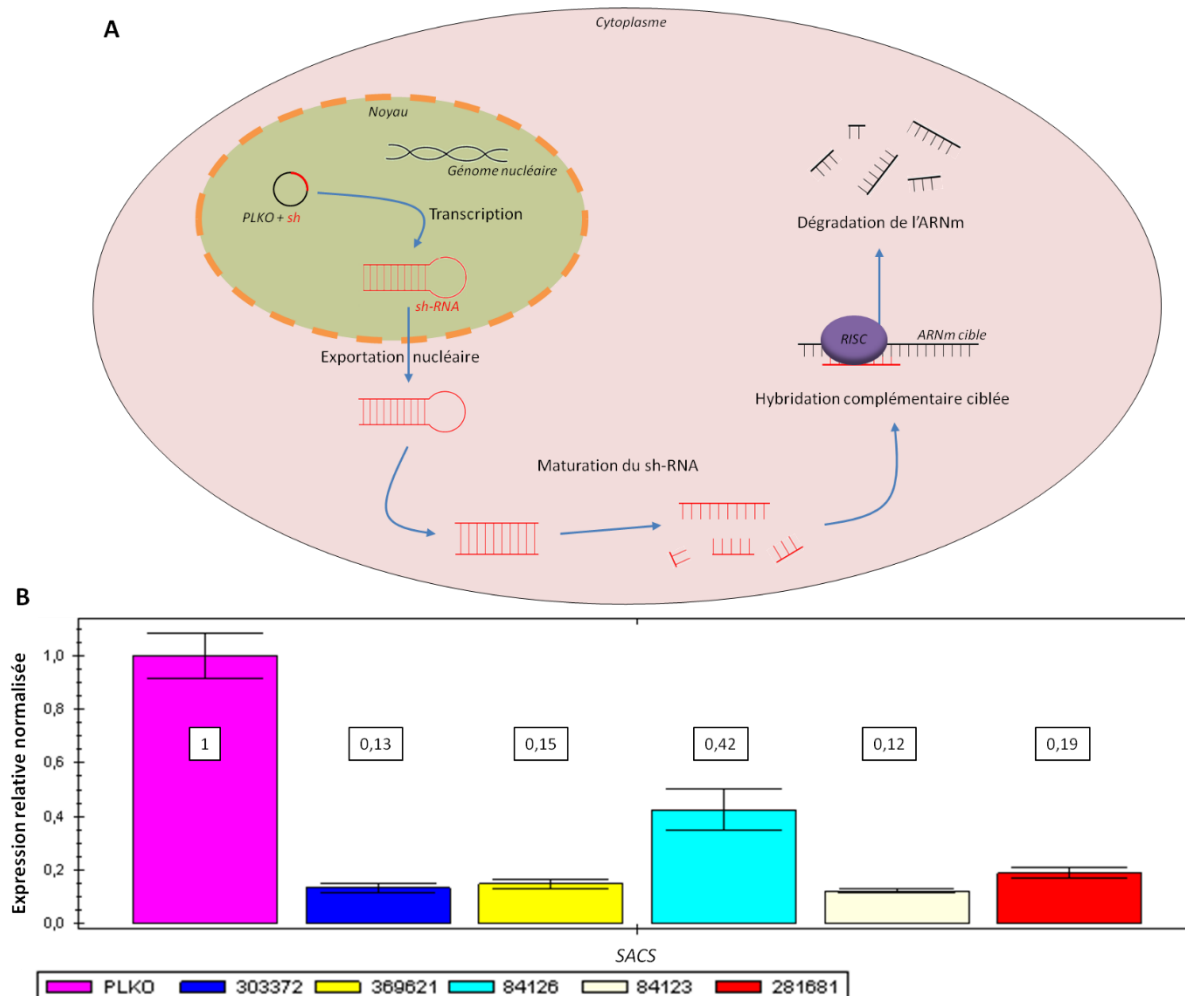 A
Cytoplasme
Noyau
Génome nucléaire
PLKO + sh
Transcription
sh-RNA
Exportation nucléaire
Maturation du sh-RNA
Dégradation de l'ARNm
RISC
ARNm cible
Hybridation complémentaire ciblée
B
Expression relative normalisée
1,0
0,8
0,6
0,4
0,2
0,0
1
0,13
0,15
0,42
0,12
0,19
SACS
PLKO 303372 369621 84126 84123 281681